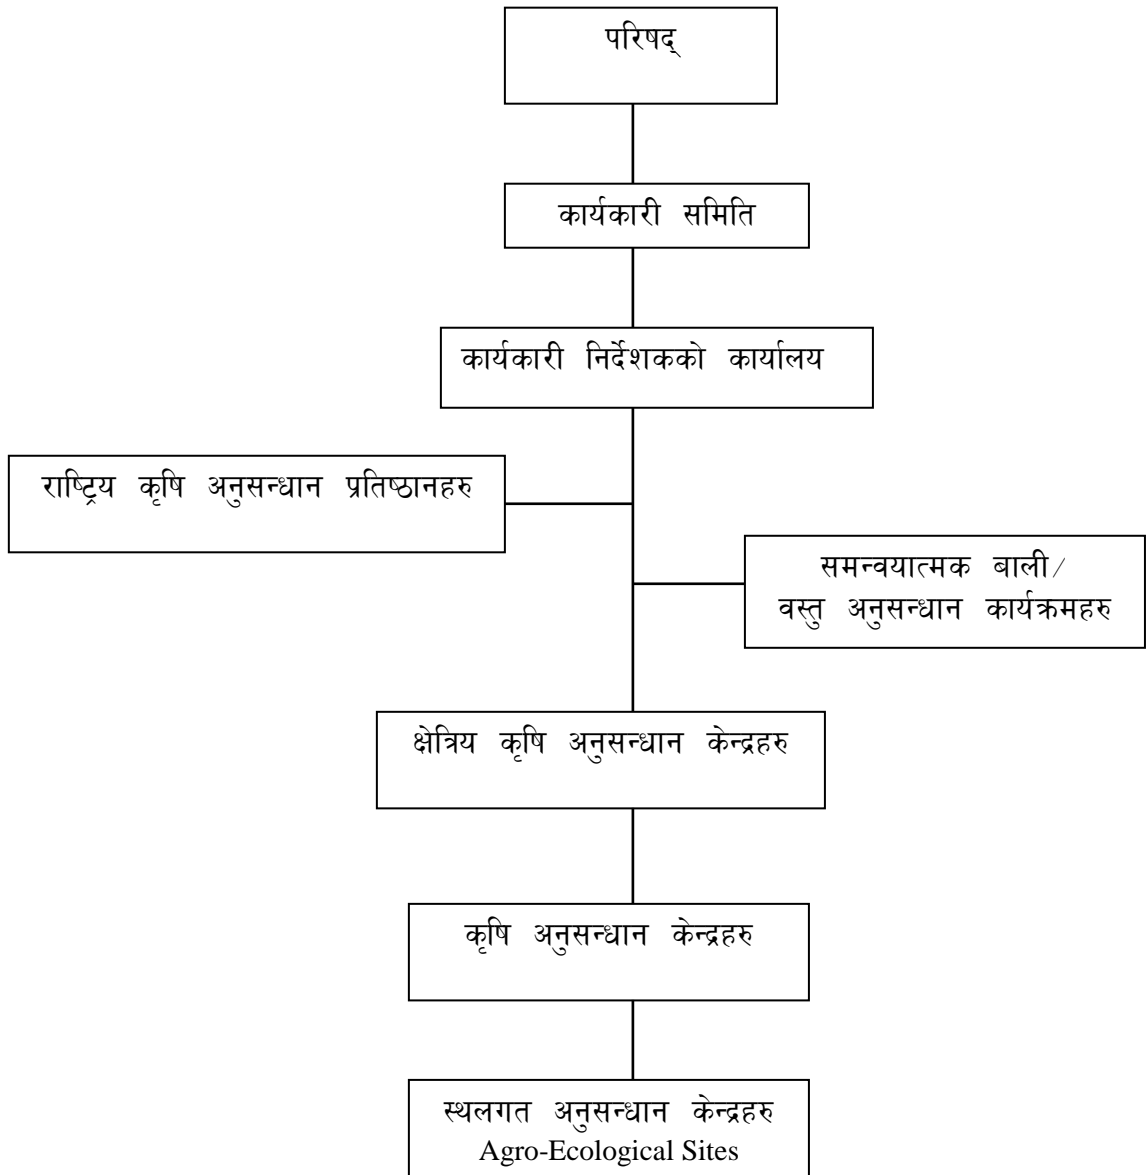 परिषद्
कार्यकारी समिति
कार्यकारी निर्देशकको कार्यालय
राष्ट्रिय कृषि अनुसन्धान प्रतिष्ठानहरु
समन्वयात्मक बाली/
वस्तु अनुसन्धान कार्यक्रमहरु
क्षेत्रिय कृषि अनुसन्धान केन्द्रहरु
कृषि अनुसन्धान केन्द्रहरु
स्थलगत अनुसन्धान केन्द्रहरु
Agro-Ecological Sites